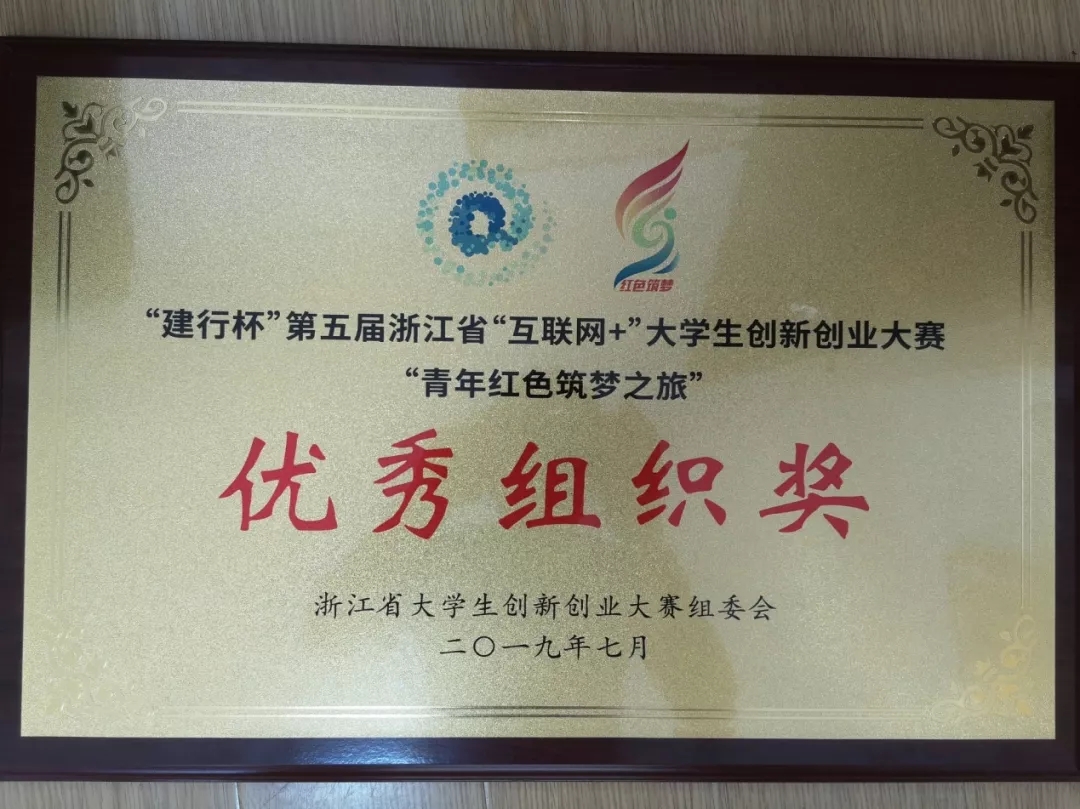 红色筑梦
“建行杯”第五届浙江省“互联网+”大学生创新创业大赛
“青年红色筑梦之旅”
优秀组织奖
浙江省大学生创新创业大赛组委会
二〇一九年七月